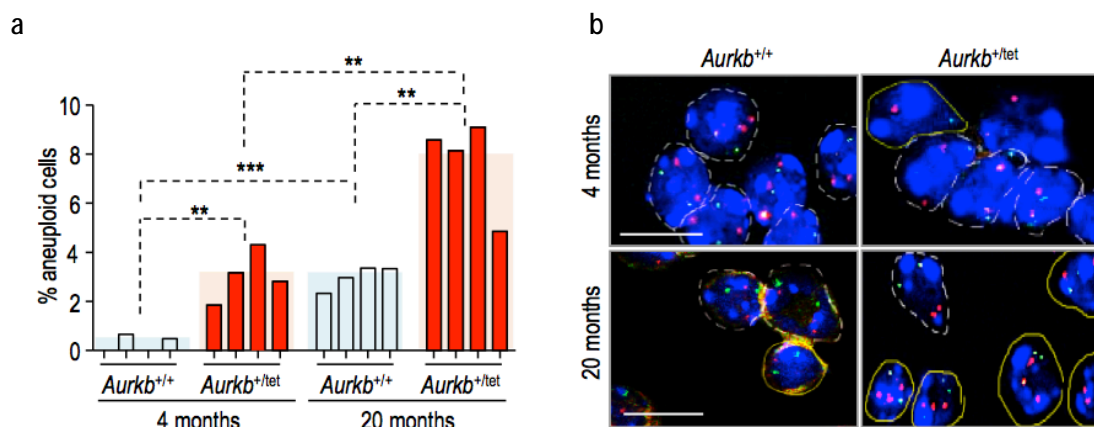 a
**
**
***
**
% aneuploid cells
10
8
6
4
2
0
Aurkb+/+
Aurkb+/tet
Aurkb+/+
Aurkb+/tet
4 months
20 months
b
Aurkb+/+
Aurkb+/tet
4 months
20 months